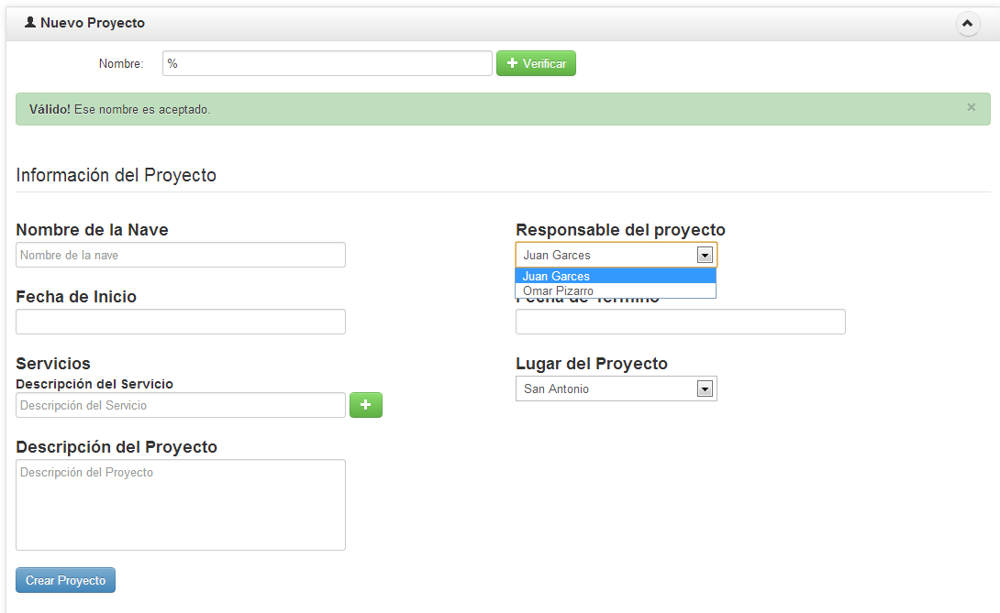 Nuevo Proyecto
Nombre: %
Verificar
Válido! Ese nombre es aceptado. ×
Información del Proyecto
Nombre de la Nave
Nombre de la nave
Responsable del proyecto
Juan Garces
Juan Garces
Omar Pizarro
Fecha de Inicio
Fecha de Termino
Servicios
Descripción del Servicio
Descripción del Servicio
Lugar del Proyecto
San Antonio
Descripción del Proyecto
Descripción del Proyecto
Crear Proyecto